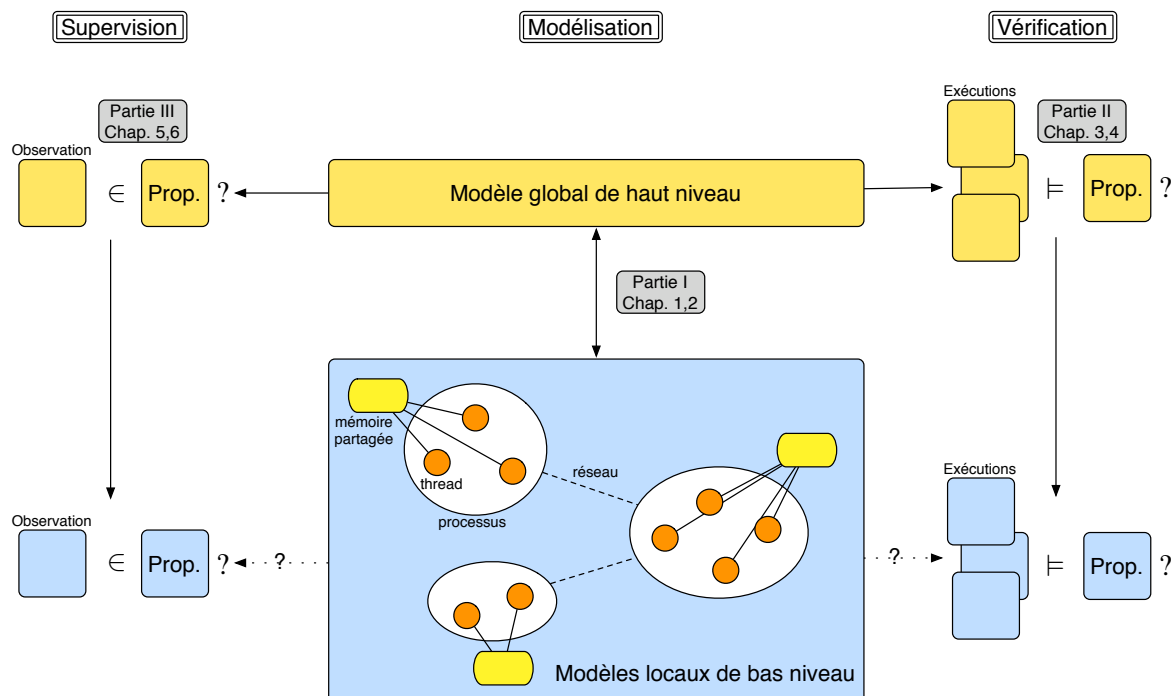 Supervision
Modélisation
Vérification
Partie III
Chap. 5,6
Exécutions
Partie II
Chap. 3,4
Observation
∈
Prop.
?
Modèle global de haut niveau
⊨
Prop.
?
Partie I
Chap. 1,2
mémoire
partagée
thread
processus
réseau
Observation
∈
Prop.
?
?
Exécutions
?
⊨
Prop.
?
Modèles locaux de bas niveau